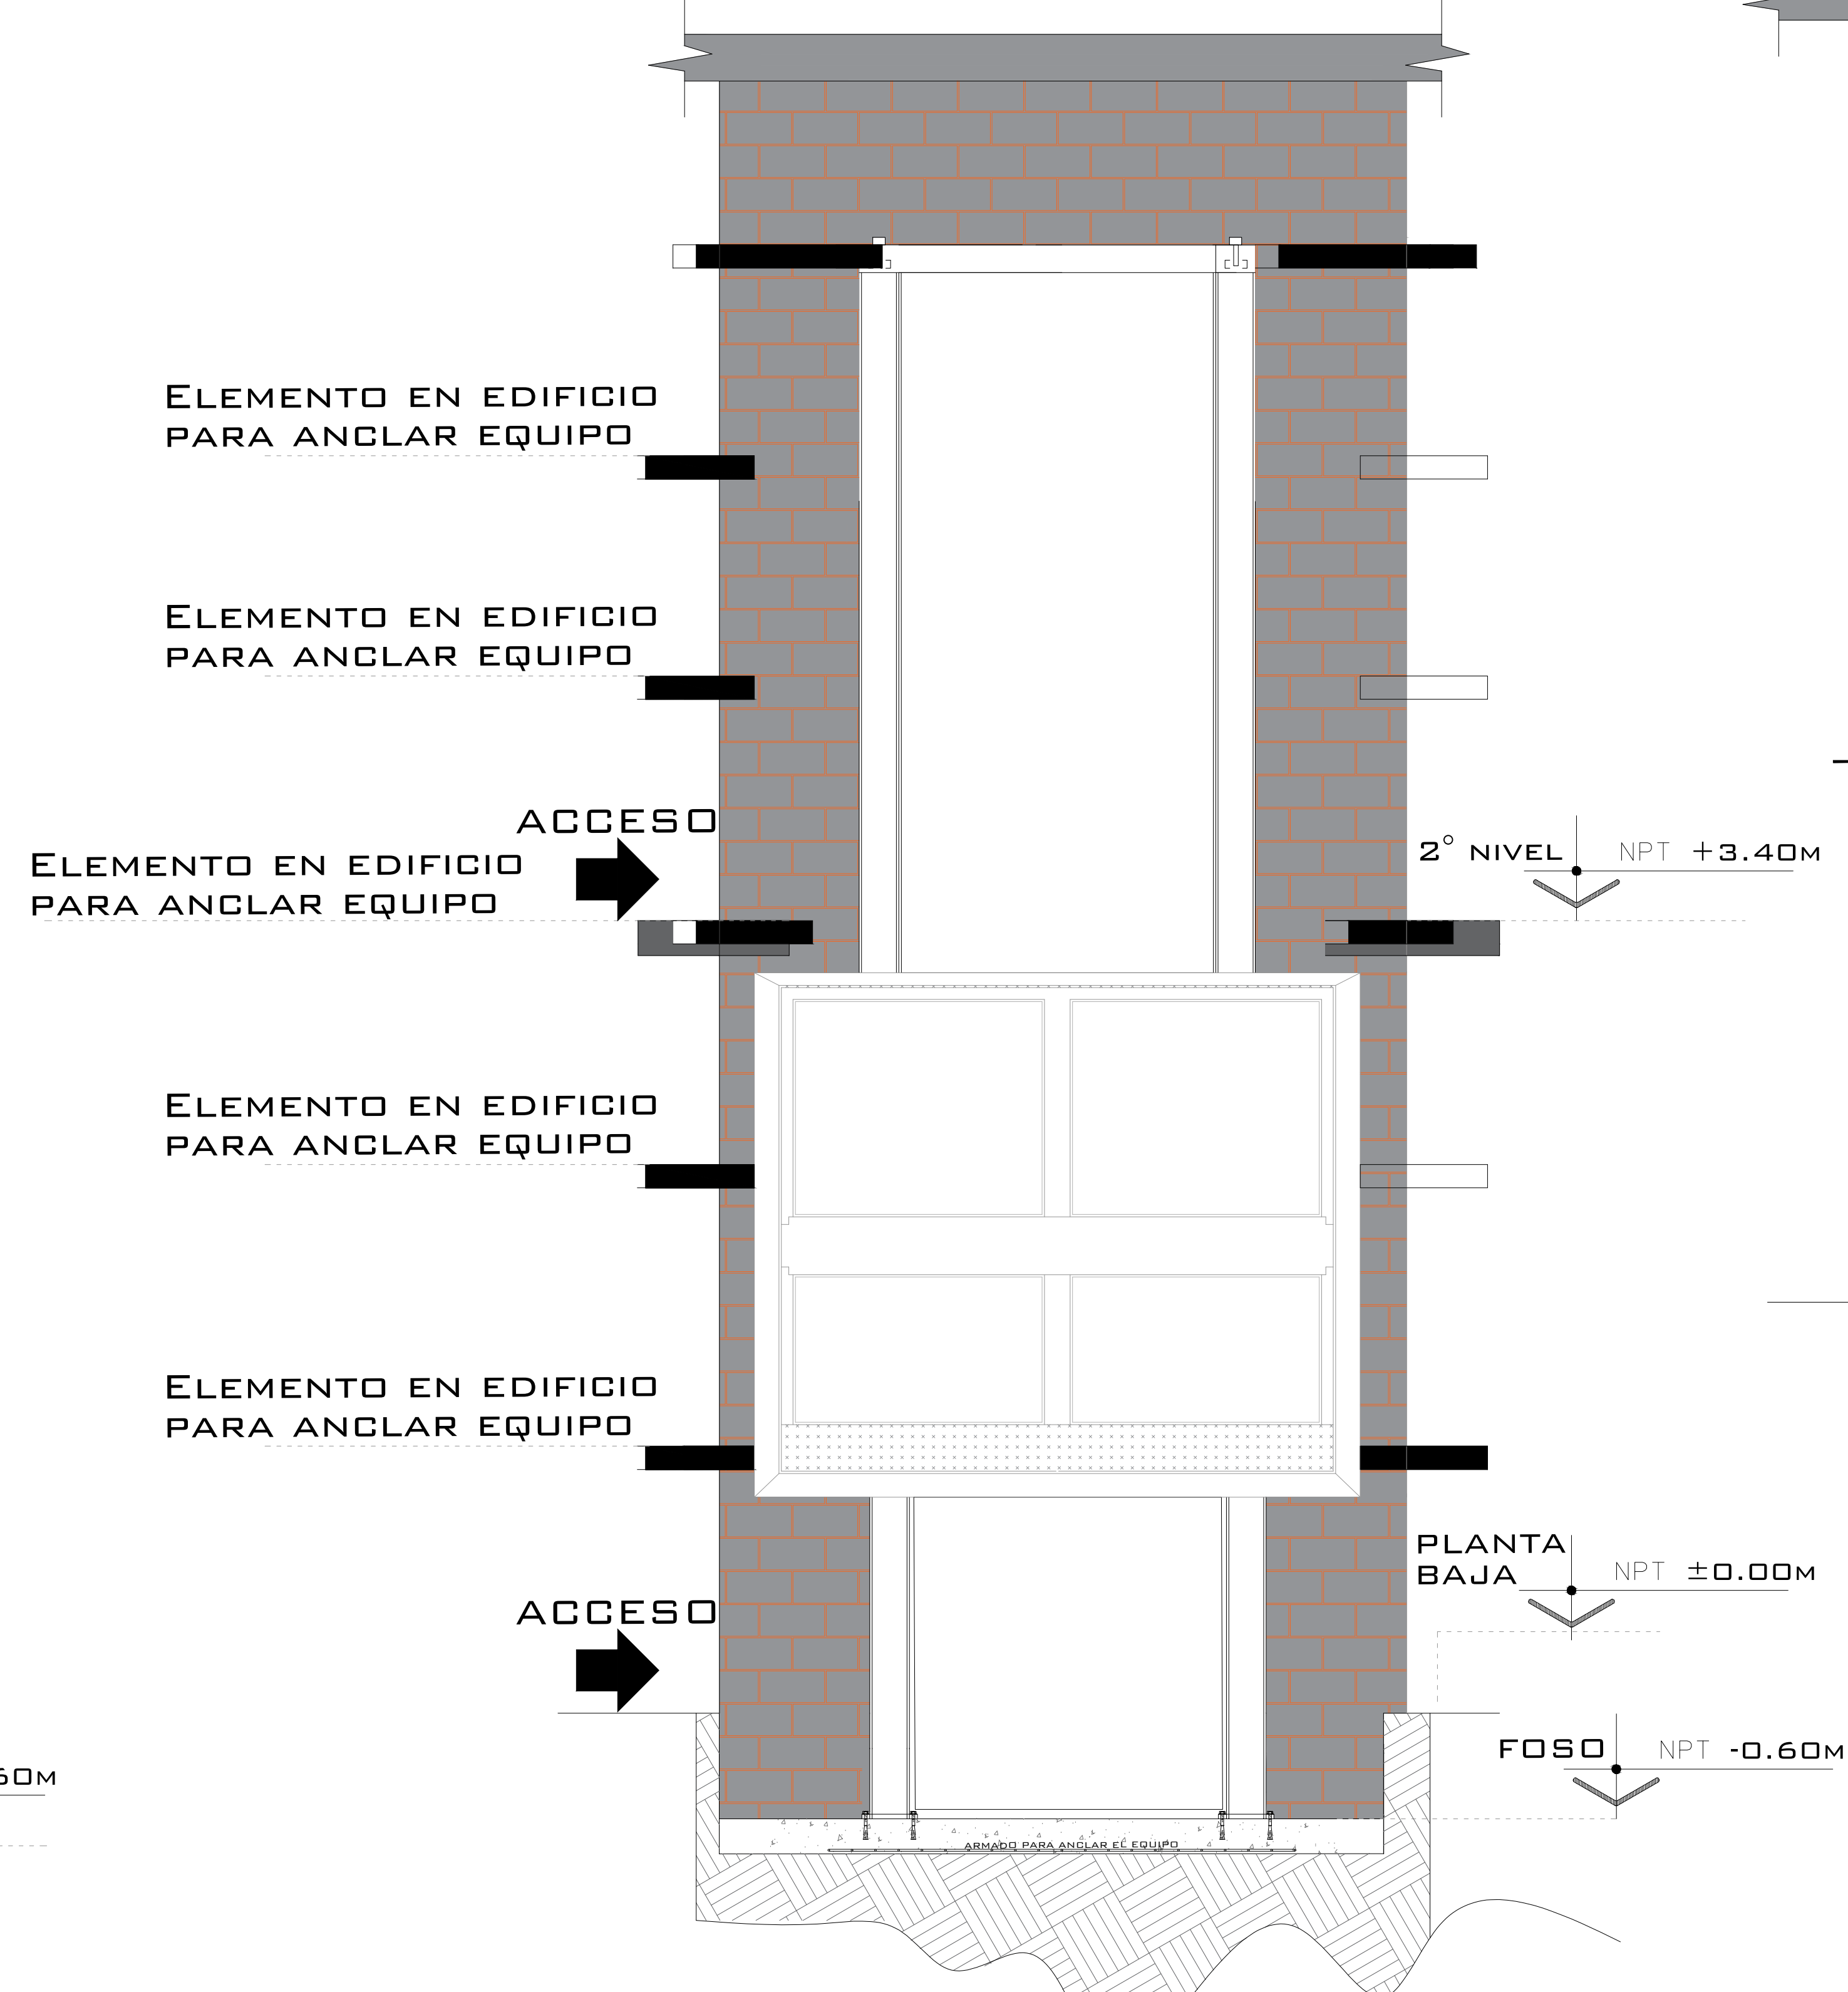 Elemento en edificio
para anclar equipo
Elemento en edificio
para anclar equipo
Acceso
Elemento en edificio
para anclar equipo
2° nivel NPT +3.40m
Elemento en edificio
para anclar equipo
Elemento en edificio
para anclar equipo
Planta
baja
NPT ±0.00m
Acceso
Foso NPT -0.60m
60m
Armado para anclar el equipo